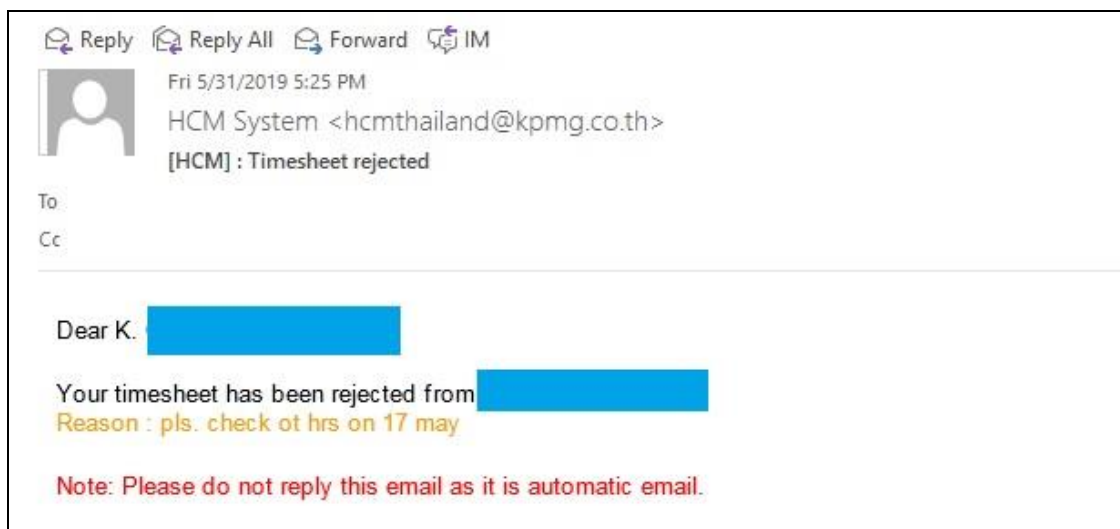 Reply Reply All Forward IM
Fri 5/31/2019 5:25 PM
HCM System <hcmthailand@kpmg.co.th>
[HCM] : Timesheet rejected
To
Cc
Dear K.
Your timesheet has been rejected from
Reason : pls. check ot hrs on 17 may
Note: Please do not reply this email as it is automatic email.